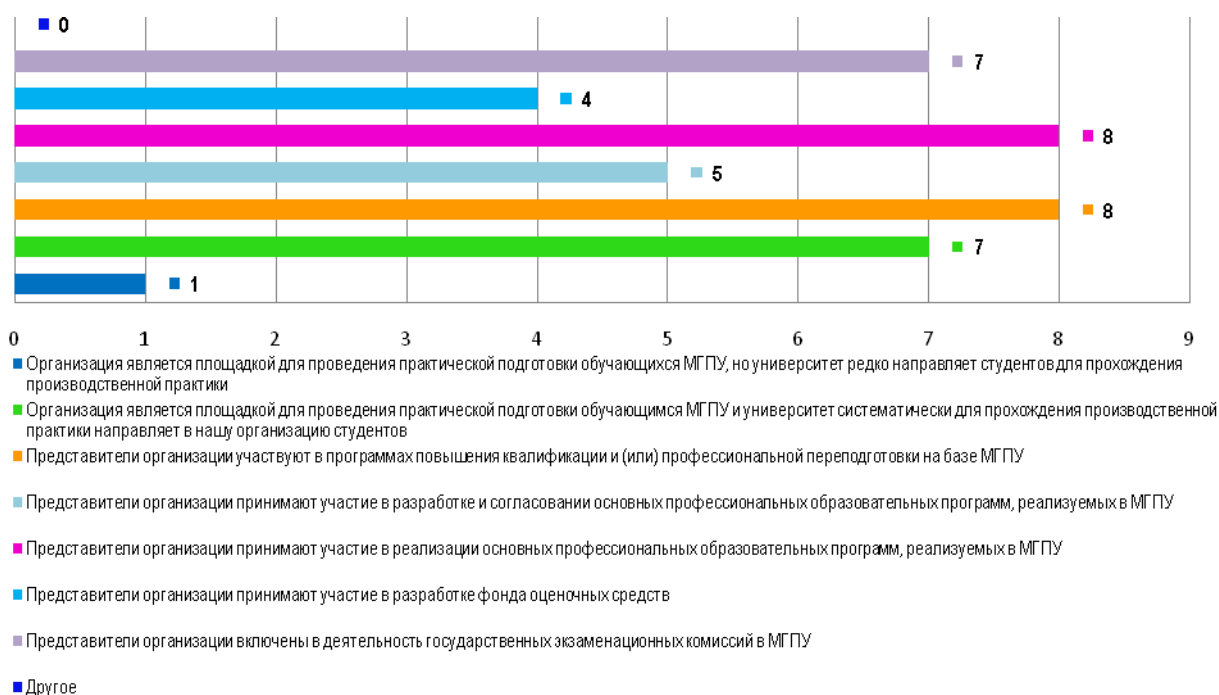 0
7
4
8
5
8
7
1
0 1 2 3 4 5 6 7 8 9
Организация является площадкой для проведения практической подготовки обучающихся МГПУ, но университет редко направляет студентов для прохождения
производственной практики
Организация является площадкой для проведения практической подготовки обучающимся МГПУ и университет систематически для прохождения производственной
практики направляет в нашу организацию студентов
Представители организации участвуют в программах повышения квалификации и (или) профессиональной переподготовки на базе МГПУ
Представители организации принимают участие в разработке и согласовании основных профессиональных образовательных программ, реализуемых в МГПУ
Представители организации принимают участие в реализации основных профессиональных образовательных программ, реализуемых в МГПУ
Представители организации принимают участие в разработке фонда оценочных средств
Представители организации включены в деятельность государственных экзаменационных комиссий в МГПУ
Другое